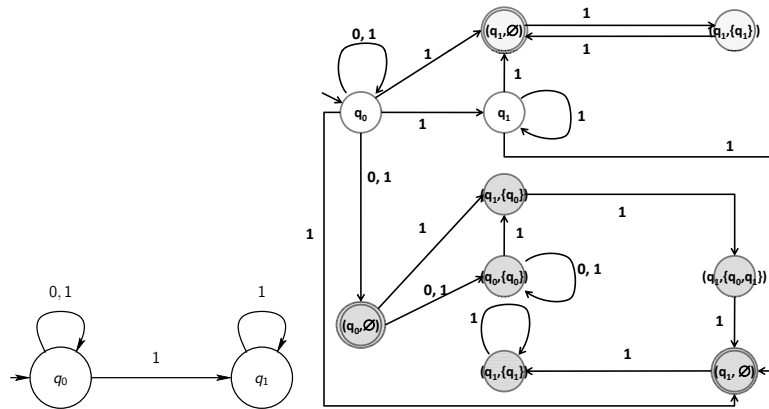 0, 1
1
q₀
1
q₁
0, 1
q₀
1
(q₁,∅)
1
1
(q₁,{q₁})
1
1
q₁
1
1
0, 1
1
(q₁,{q₀})
1
1
1
(q₀,{q₀})
0, 1
0, 1
(q₀,∅)
(q₁,{q₀,q₁})
1
1
(q₁,{q₁})
1
(q₁, ∅)